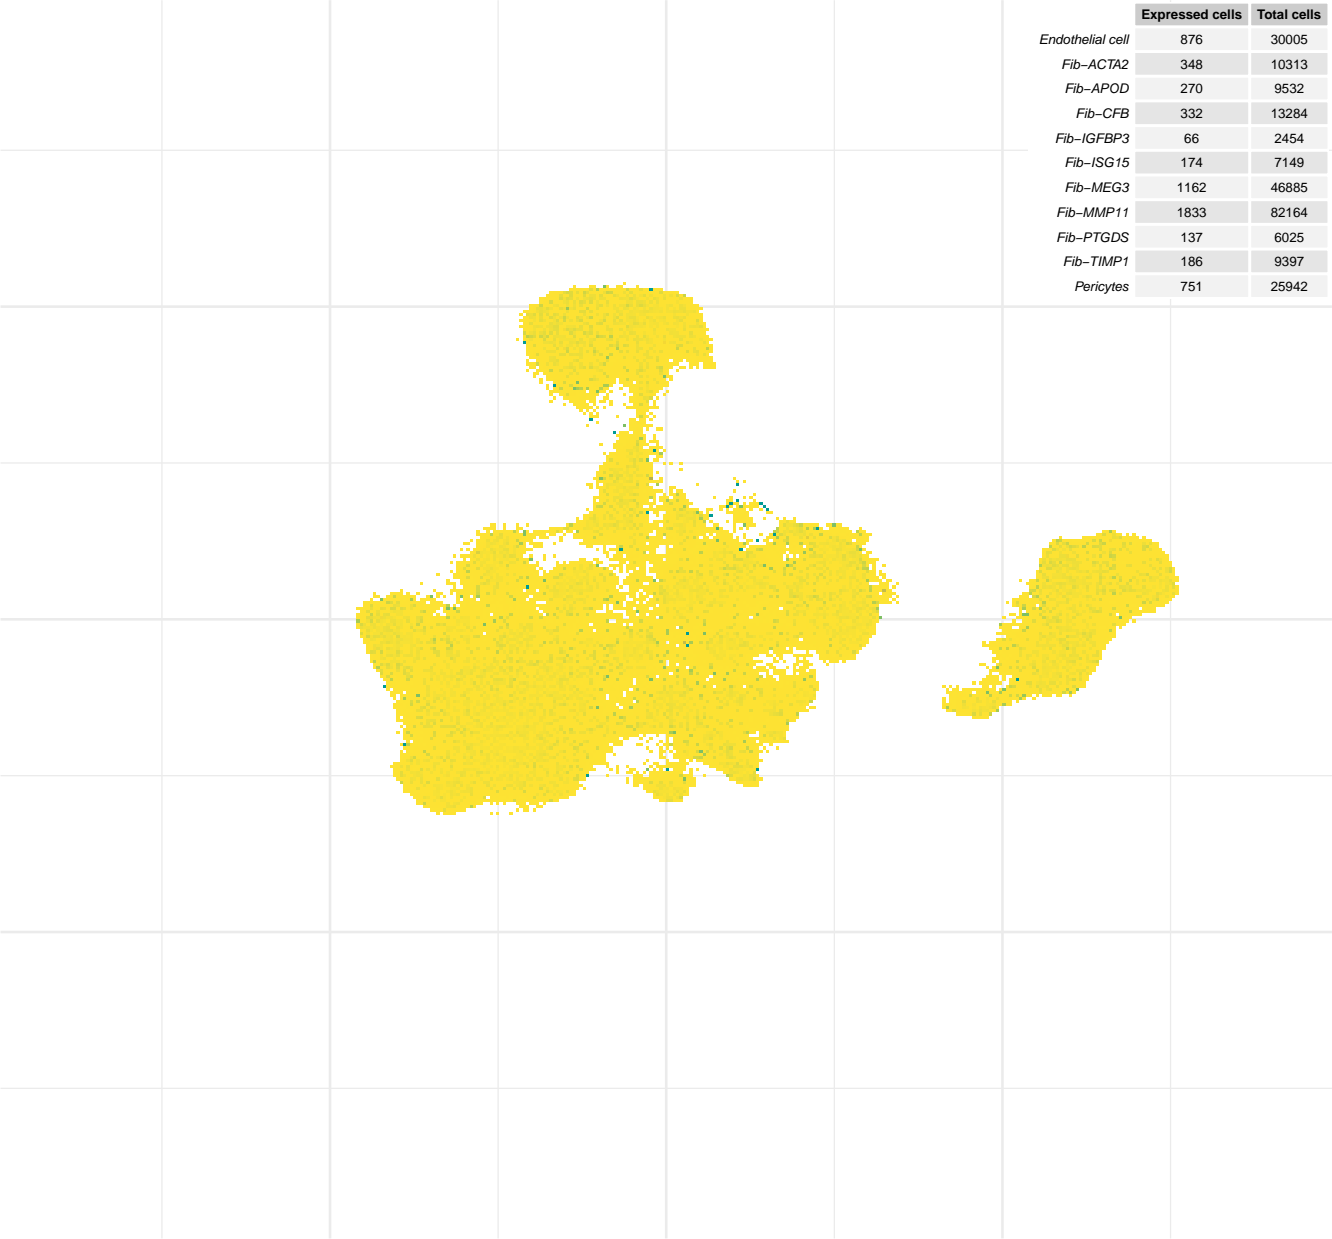 Expressed cells Total cells
Endothelial cell 876 30005
Fib−ACTA2 348 10313
Fib−APOD 270 9532
Fib−CFB 332 13284
Fib−IGFBP3 66 2454
Fib−ISG15 174 7149
Fib−MEG3 1162 46885
Fib−MMP11 1833 82164
Fib−PTGDS 137 6025
Fib−TIMP1 186 9397
Pericytes 751 25942